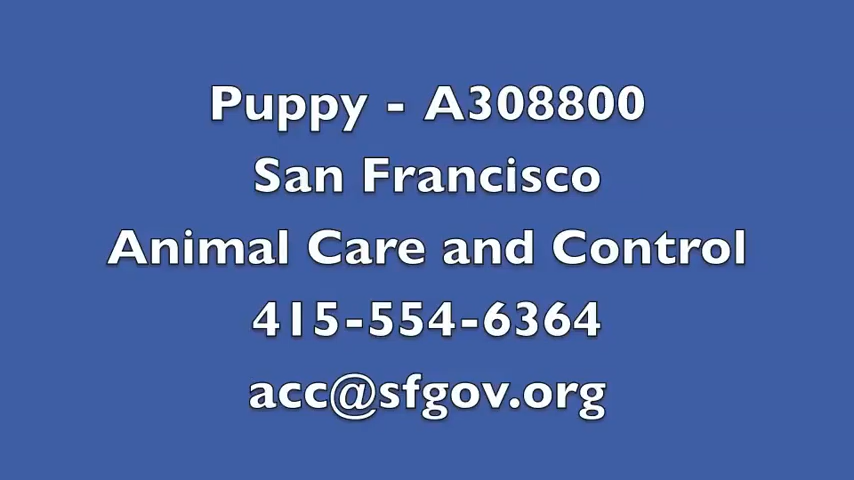 Puppy - A308800
San Francisco
Animal Care and Control
415-554-6364
acc@sfgov.org